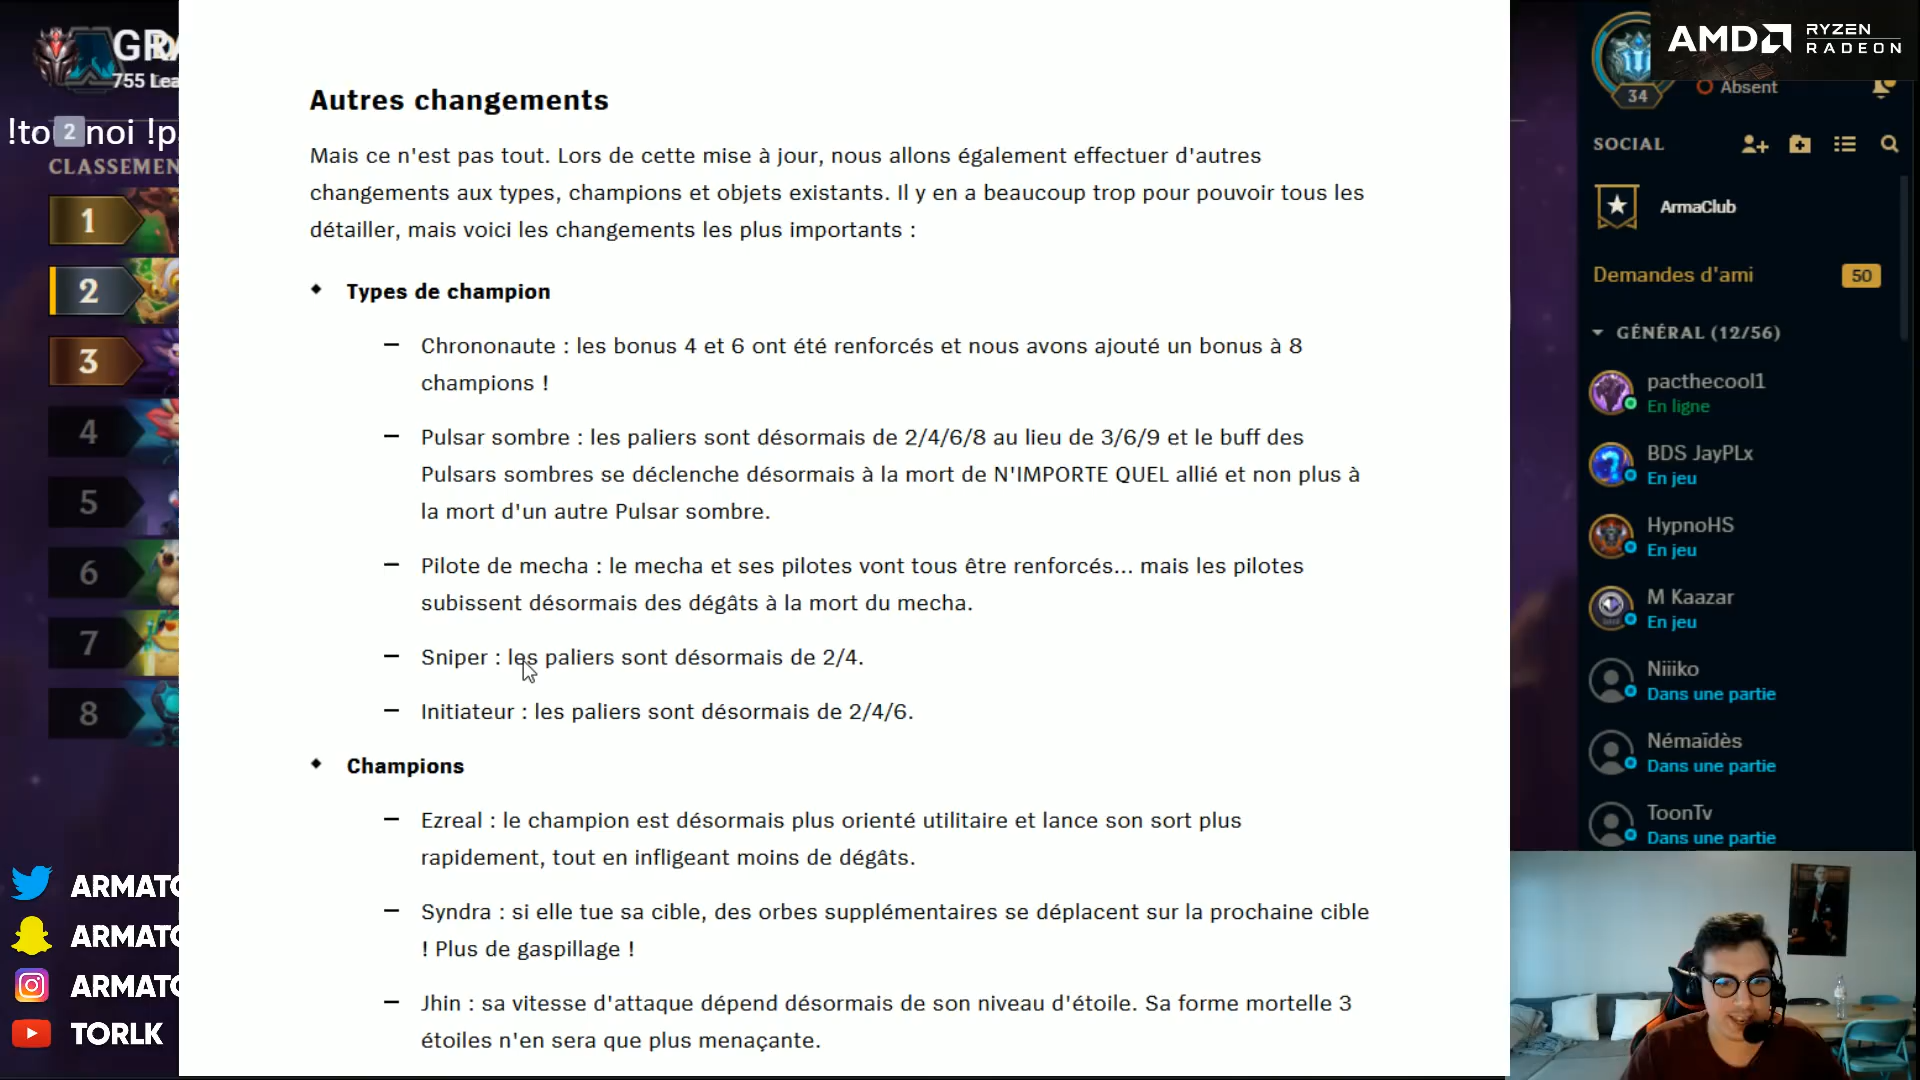 755 Lea
!to 2 noi !p
CLASSEMEN
1
2
3
4
5
6
7
8
ARMATO
ARMATO
ARMATO
TORLK
Autres changements
Mais ce n'est pas tout. Lors de cette mise à jour, nous allons également effectuer d'autres
changements aux types, champions et objets existants. Il y en a beaucoup trop pour pouvoir tous les
détailler, mais voici les changements les plus importants :
Types de champion
Chrononaute : les bonus 4 et 6 ont été renforcés et nous avons ajouté un bonus à 8
champions !
Pulsar sombre : les paliers sont désormais de 2/4/6/8 au lieu de 3/6/9 et le buff des
Pulsars sombres se déclenche désormais à la mort de N'IMPORTE QUEL allié et non plus à
la mort d'un autre Pulsar sombre.
Pilote de mecha : le mecha et ses pilotes vont tous être renforcés... mais les pilotes
subissent désormais des dégâts à la mort du mecha.
Sniper : les paliers sont désormais de 2/4.
Initiateur : les paliers sont désormais de 2/4/6.
Champions
Ezreal : le champion est désormais plus orienté utilitaire et lance son sort plus
rapidement, tout en infligeant moins de dégâts.
Syndra : si elle tue sa cible, des orbes supplémentaires se déplacent sur la prochaine cible
! Plus de gaspillage !
Jhin : sa vitesse d'attaque dépend désormais de son niveau d'étoile. Sa forme mortelle 3
étoiles n'en sera que plus menaçante.
AMD RYZEN
RADEON
34
Absent
SOCIAL
ArmaClub
Demandes d'ami 50
GÉNÉRAL (12/56)
pacthecool1
En ligne
BDS JayPLx
En jeu
HypnoHS
En jeu
M Kaazar
En jeu
Niiiko
Dans une partie
Némaïdès
Dans une partie
ToonTv
Dans une partie